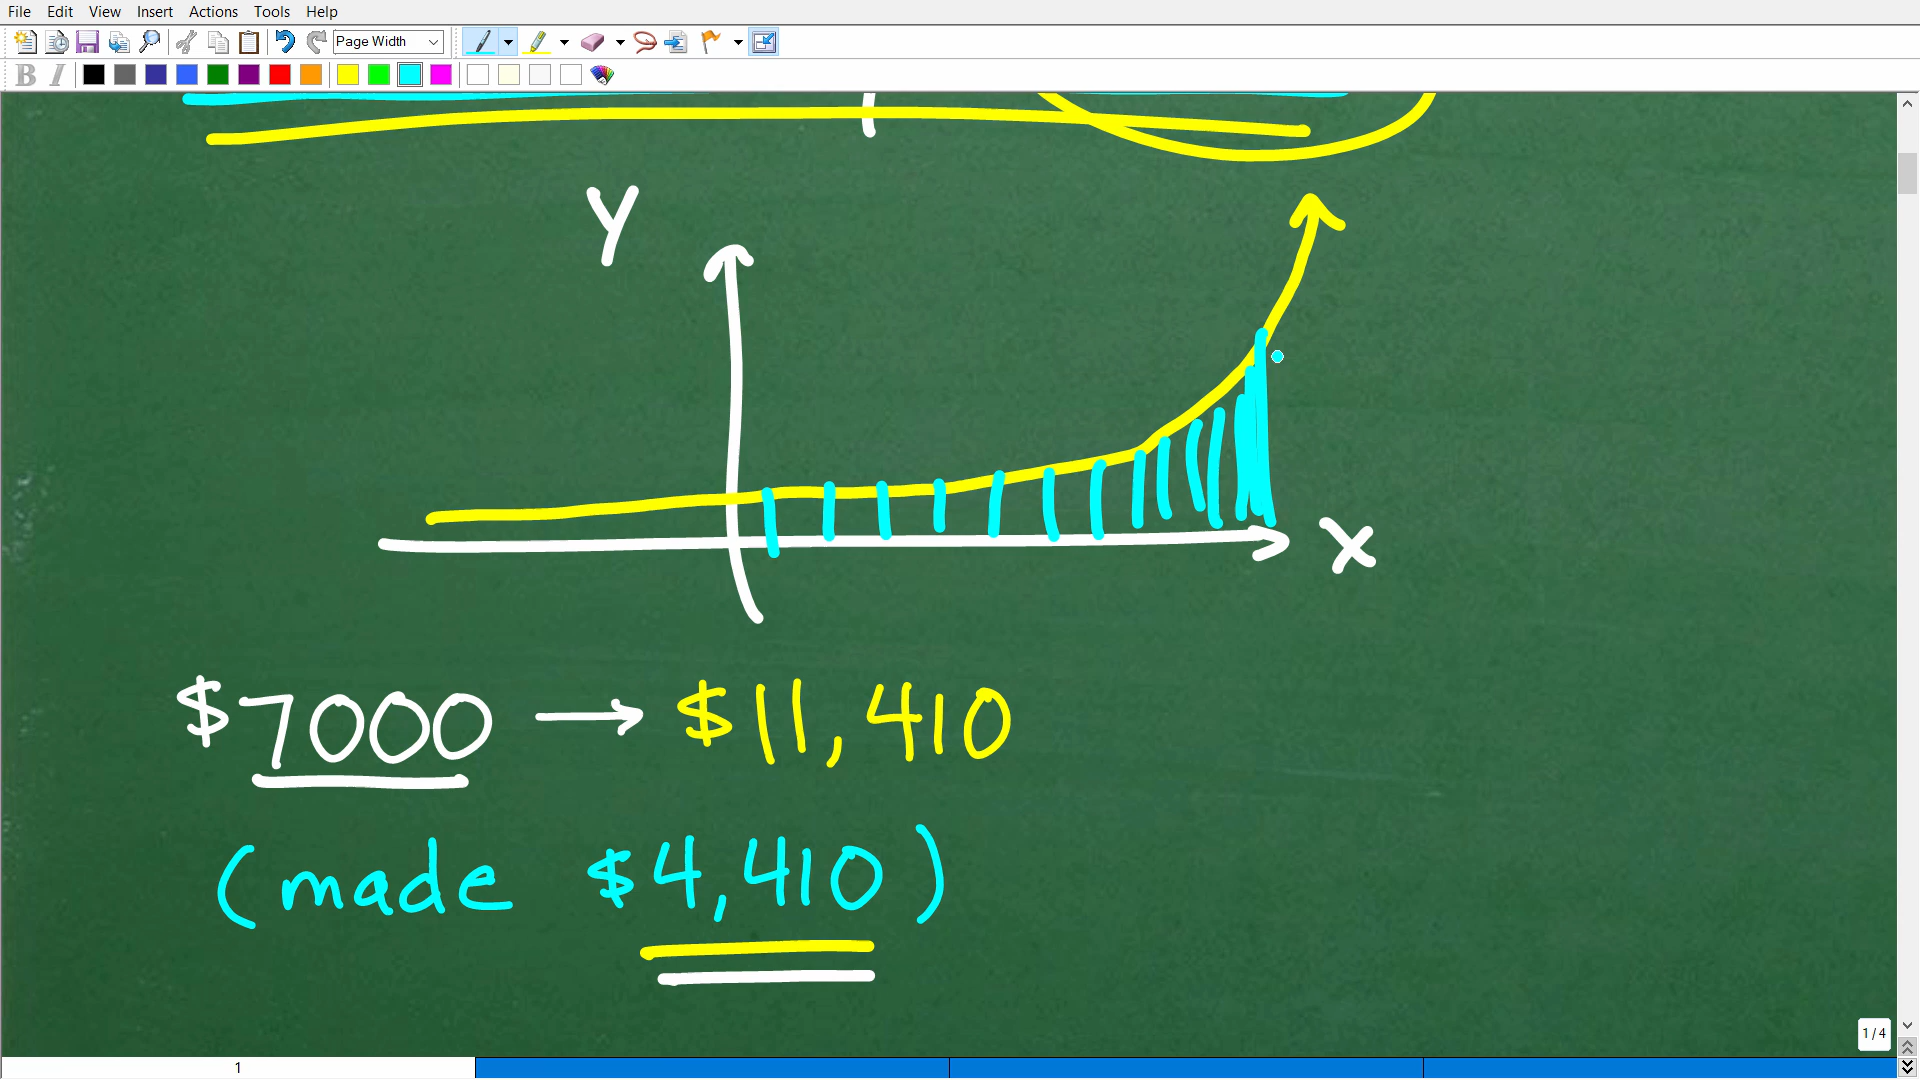 File Edit View Insert Actions Tools Help
Page Width
B I
Y
X
$7000 → $11,410
(made $4,410)
1 / 4
1